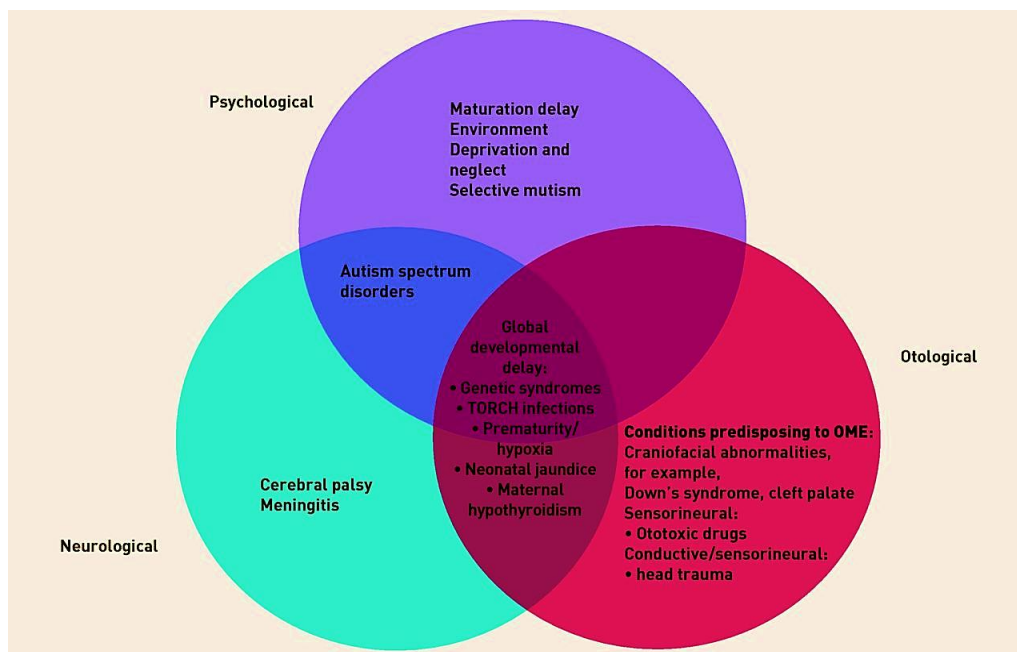 Psychological
Maturation delay
Environment
Deprivation and
neglect
Selective mutism
Autism spectrum
disorders
Global
developmental
delay:
• Genetic syndromes
• TORCH infections
• Prematurity/
hypoxia
• Neonatal jaundice
• Maternal
hypothyroidism
Otological
Conditions predisposing to OME:
Craniofacial abnormalities,
for example,
Down's syndrome, cleft palate
Sensorineural:
• Ototoxic drugs
Conductive/sensorineural:
• head trauma
Cerebral palsy
Meningitis
Neurological